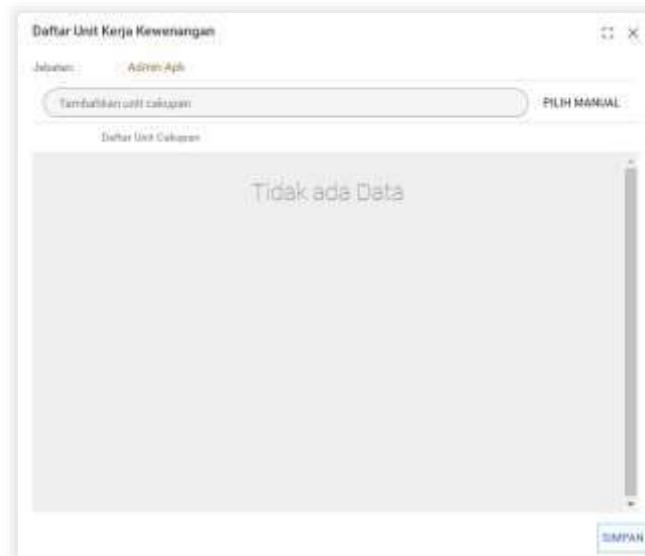 Daftar Unit Kerja Kewenangan
Jabatan: Admin Apk
Tambahkan unit cakupan PILIH MANUAL
Daftar Unit Cakupan
Tidak ada Data
SIMPAN